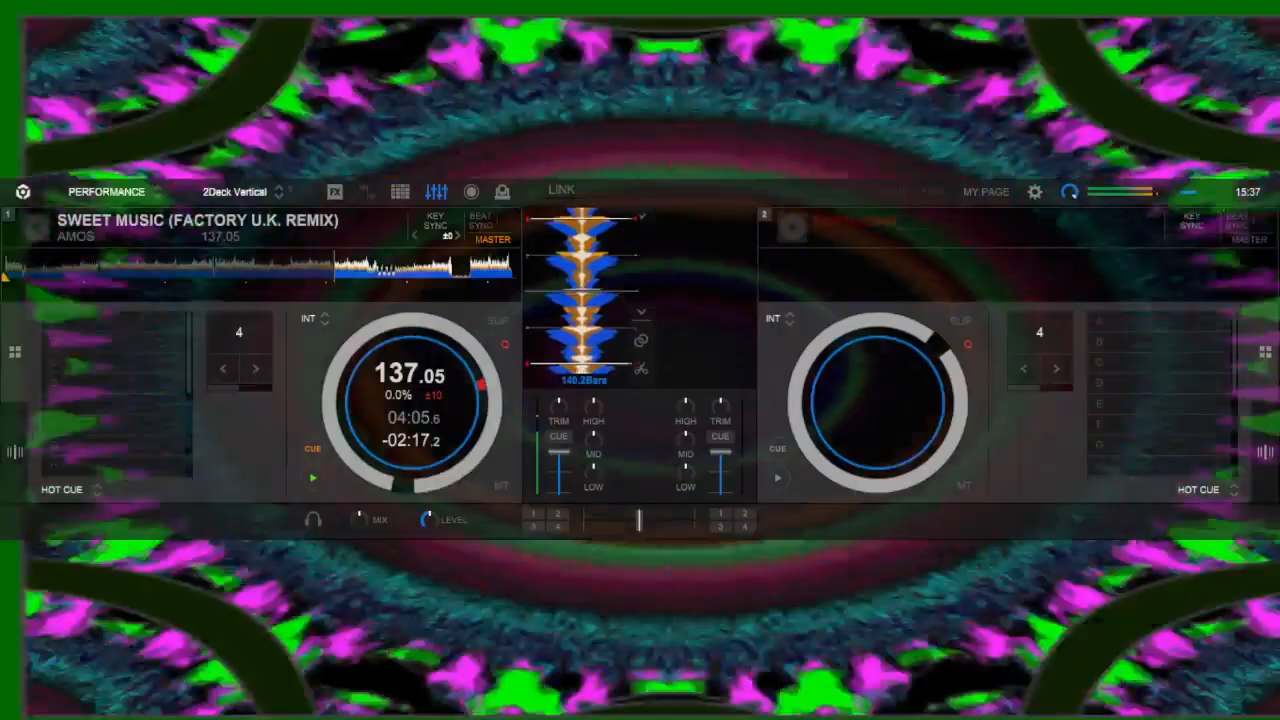 PERFORMANCE 2Deck Vertical FX LINK MY PAGE 15:37
1 SWEET MUSIC (FACTORY U.K. REMIX) KEY SYNC BEAT SYNC 2 KEY SYNC BEAT SYNC
AMOS 137.05 ±0 MASTER MASTER
INT SLIP INT SLIP
4 Q Q 4
137.05
0.0% ±10
04:05.6
-02:17.2
140.2Bars
A
B
C
D
E
F
G
TRIM HIGH HIGH TRIM
CUE CUE CUE CUE
MID MID
LOW LOW
HOT CUE MT MT HOT CUE
MIX LEVEL 1 2 1 2
3 4 3 4